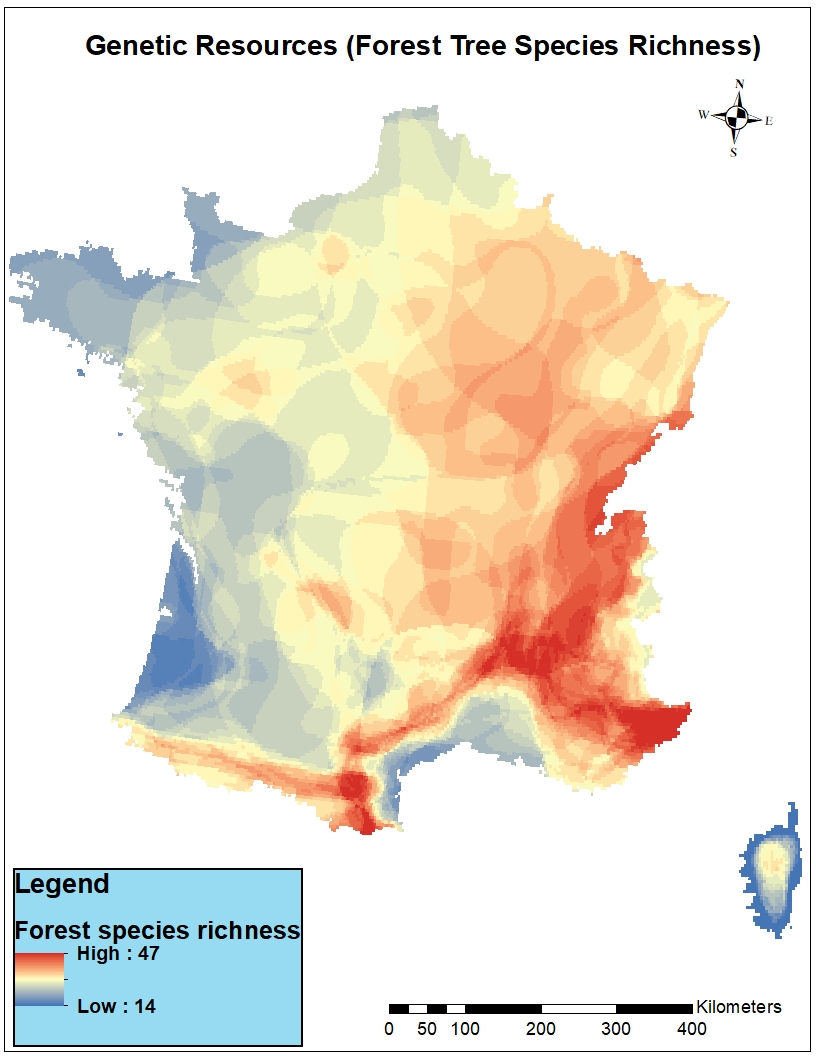 Genetic Resources (Forest Tree Species Richness)
N
W E
S
Legend
Forest species richness
High : 47
Low : 14
Kilometers
0 50 100 200 300 400